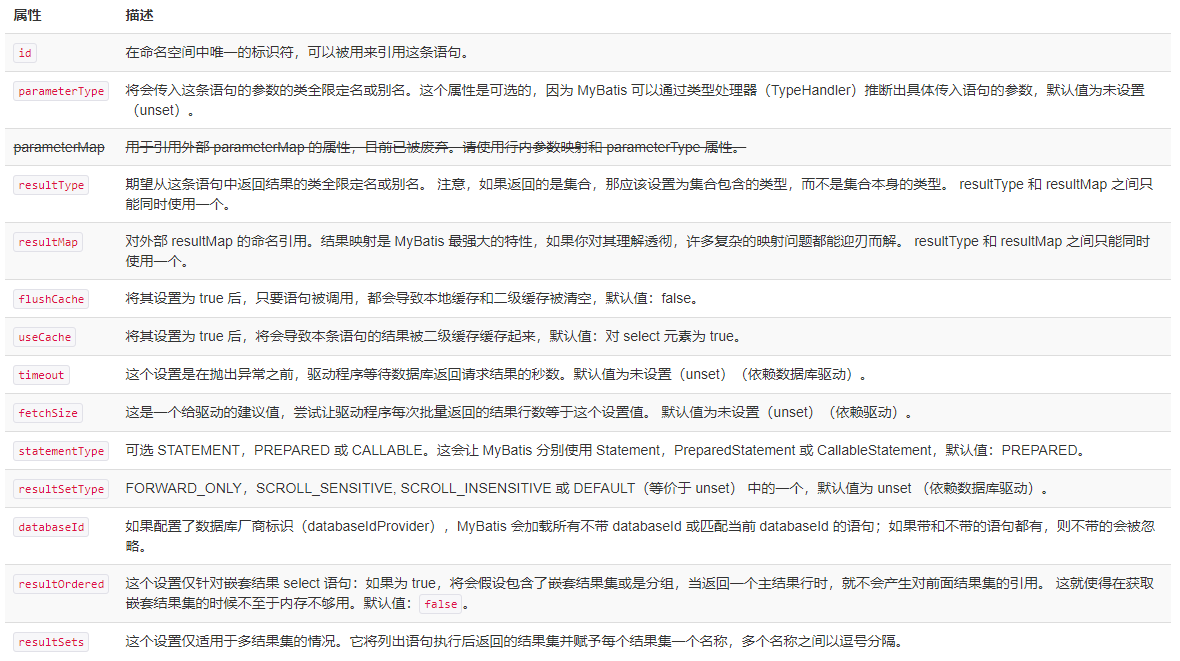 属性 描述
id 在命名空间中唯一的标识符，可以被用来引用这条语句。
parameterType 将会传入这条语句的参数的类全限定名或别名。这个属性是可选的，因为 MyBatis 可以通过类型处理器（TypeHandler）推断出具体传入语句的参数，默认值为未设置
（unset）。
parameterMap 用于引用外部 parameterMap 的属性，目前已被废弃。请使用行内参数映射和 parameterType 属性。
resultType 期望从这条语句中返回结果的类全限定名或别名。 注意，如果返回的是集合，那应该设置为集合包含的类型，而不是集合本身的类型。 resultType 和 resultMap 之间只
能同时使用一个。
resultMap 对外部 resultMap 的命名引用。结果映射是 MyBatis 最强大的特性，如果你对其理解透彻，许多复杂的映射问题都能迎刃而解。 resultType 和 resultMap 之间只能同时
使用一个。
flushCache 将其设置为 true 后，只要语句被调用，都会导致本地缓存和二级缓存被清空，默认值：false。
useCache 将其设置为 true 后，将会导致本条语句的结果被二级缓存缓存起来，默认值：对 select 元素为 true。
timeout 这个设置是在抛出异常之前，驱动程序等待数据库返回请求结果的秒数。默认值为未设置（unset）（依赖数据库驱动）。
fetchSize 这是一个给驱动的建议值，尝试让驱动程序每次批量返回的结果行数等于这个设置值。 默认值为未设置（unset）（依赖驱动）。
statementType 可选 STATEMENT，PREPARED 或 CALLABLE。这会让 MyBatis 分别使用 Statement，PreparedStatement 或 CallableStatement，默认值：PREPARED。
resultSetType FORWARD_ONLY，SCROLL_SENSITIVE, SCROLL_INSENSITIVE 或 DEFAULT（等价于 unset） 中的一个，默认值为 unset （依赖数据库驱动）。
databaseId 如果配置了数据库厂商标识（databaseIdProvider），MyBatis 会加载所有不带 databaseId 或匹配当前 databaseId 的语句；如果带和不带的语句都有，则不带的会被忽
略。
resultOrdered 这个设置仅针对嵌套结果 select 语句：如果为 true，将会假设包含了嵌套结果集或是分组，当返回一个主结果行时，就不会产生对前面结果集的引用。 这就使得在获取
嵌套结果集的时候不至于内存不够用。默认值：false。
resultSets 这个设置仅适用于多结果集的情况。它将列出语句执行后返回的结果集并赋予每个结果集一个名称，多个名称之间以逗号分隔。